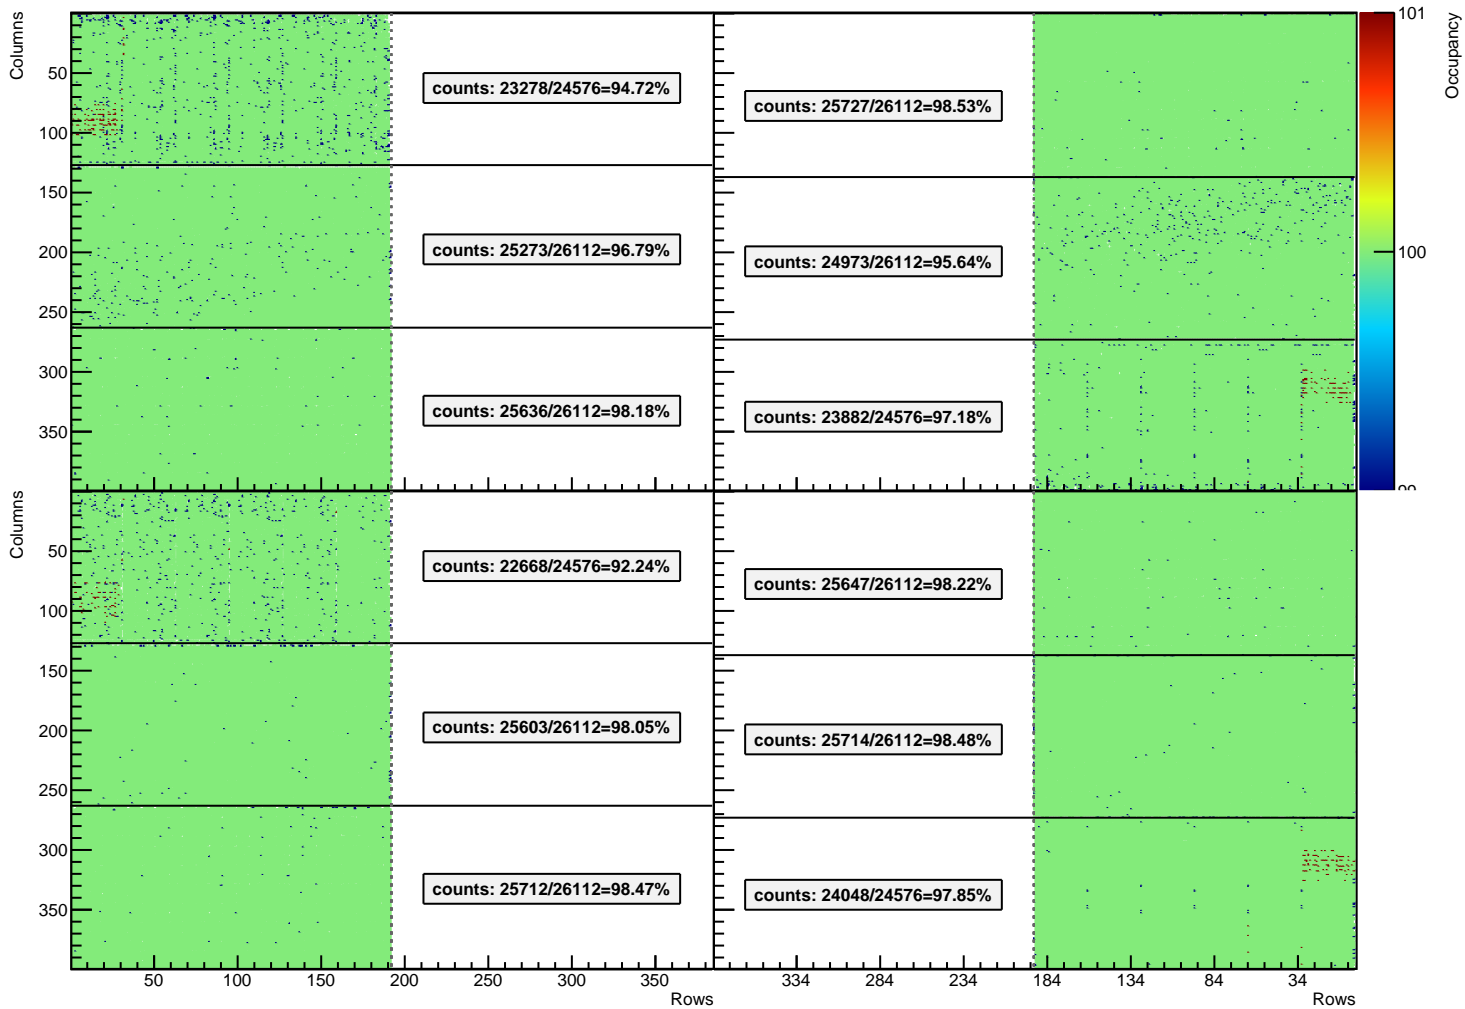 Columns
50
100
150
200
250
300
350
counts: 23278/24576=94.72%
counts: 25273/26112=96.79%
counts: 25636/26112=98.18%
counts: 25727/26112=98.53%
counts: 24973/26112=95.64%
counts: 23882/24576=97.18%
101
100
Occupancy
Columns
50
100
150
200
250
300
350
counts: 22668/24576=92.24%
counts: 25603/26112=98.05%
counts: 25712/26112=98.47%
counts: 25647/26112=98.22%
counts: 25714/26112=98.48%
counts: 24048/24576=97.85%
50 100 150 200 250 300 350
Rows
334 284 234 184 134 84 34
Rows